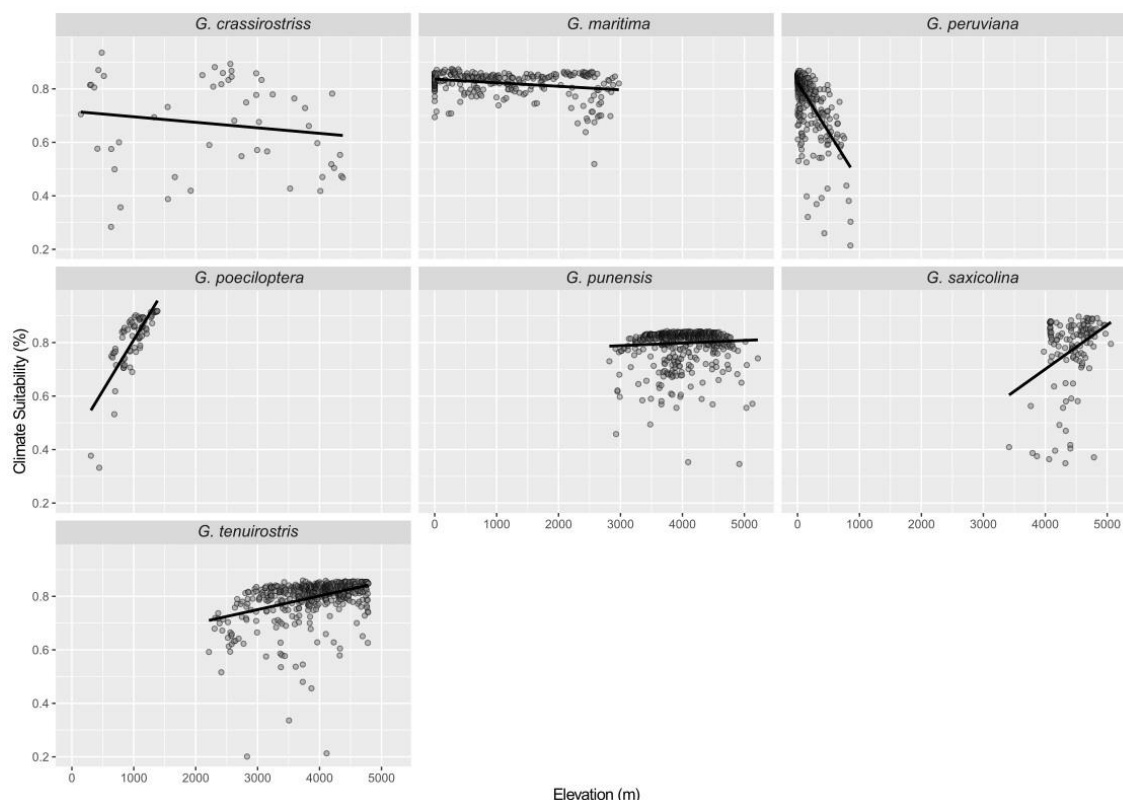 G. crassirostriss G. maritima G. peruviana
0.8
0.6
0.4
0.2
G. poeciloptera G. punensis G. saxicolina
Climate Suitability (%)
0.8
0.6
0.4
0.2
0 1000 2000 3000 4000 5000 0 1000 2000 3000 4000 5000
G. tenuirostris
0.8
0.6
0.4
0.2
0 1000 2000 3000 4000 5000
Elevation (m)